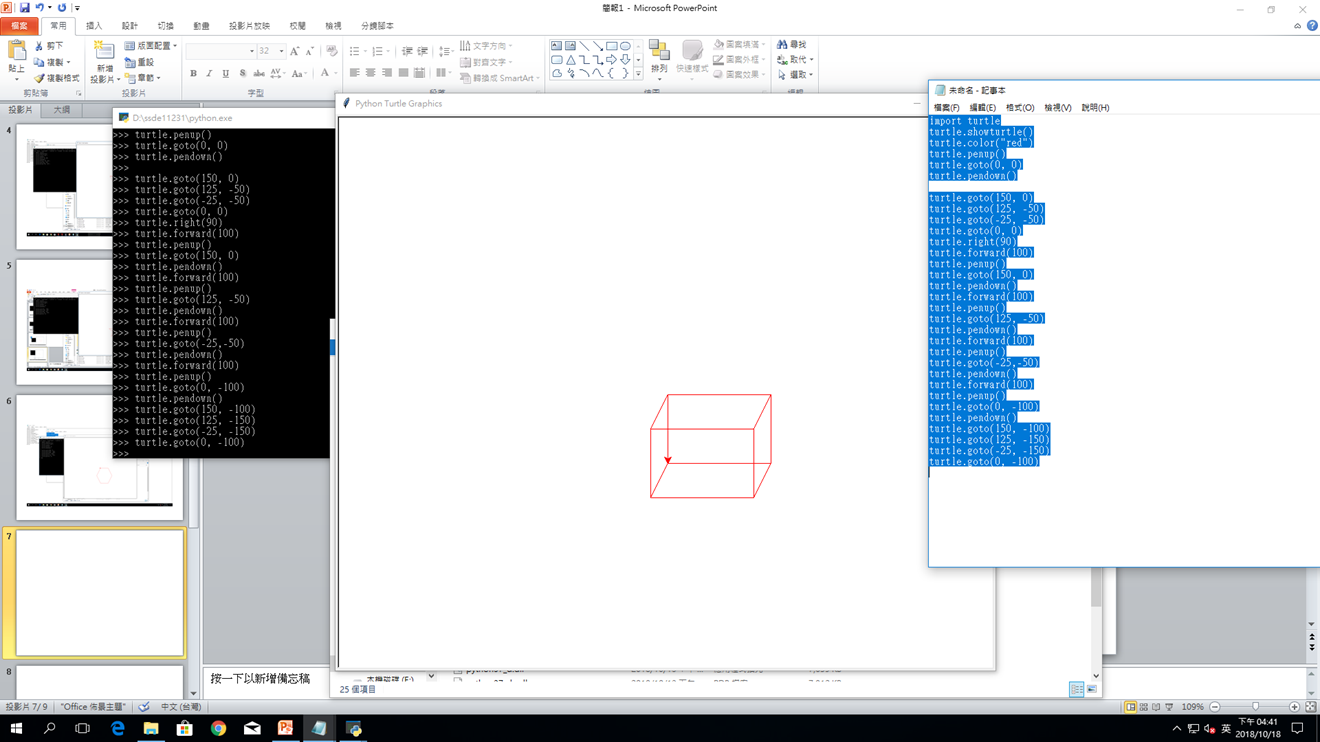 簡報1 - Microsoft PowerPoint
檔案 常用 插入 設計 切換 動畫 投影片放映 校閱 檢視 分鏡腳本
貼上
剪下
複製
複製格式
剪貼簿
新增
投影片
版面配置
重設
章節
投影片
32
字型
文字方向
對齊文字
轉換成 SmartArt
排列
快速樣式
圖案填滿
圖案外框
圖案效果
尋找
取代
選取
投影片 大綱
4
5
6
7
8
D:\ssde11231\python.exe
>>> turtle.penup()
>>> turtle.goto(0, 0)
>>> turtle.pendown()
>>>
>>> turtle.goto(150, 0)
>>> turtle.goto(125, -50)
>>> turtle.goto(-25, -50)
>>> turtle.goto(0, 0)
>>> turtle.right(90)
>>> turtle.forward(100)
>>> turtle.penup()
>>> turtle.goto(150, 0)
>>> turtle.pendown()
>>> turtle.forward(100)
>>> turtle.penup()
>>> turtle.goto(125, -50)
>>> turtle.pendown()
>>> turtle.forward(100)
>>> turtle.penup()
>>> turtle.goto(-25,-50)
>>> turtle.pendown()
>>> turtle.forward(100)
>>> turtle.penup()
>>> turtle.goto(0, -100)
>>> turtle.pendown()
>>> turtle.goto(150, -100)
>>> turtle.goto(125, -150)
>>> turtle.goto(-25, -150)
>>> turtle.goto(0, -100)
>>>
Python Turtle Graphics
未命名 - 記事本
檔案(F) 編輯(E) 格式(O) 檢視(V) 說明(H)
import turtle
turtle.showturtle()
turtle.color("red")
turtle.penup()
turtle.goto(0, 0)
turtle.pendown()
turtle.goto(150, 0)
turtle.goto(125, -50)
turtle.goto(-25, -50)
turtle.goto(0, 0)
turtle.right(90)
turtle.forward(100)
turtle.penup()
turtle.goto(150, 0)
turtle.pendown()
turtle.forward(100)
turtle.penup()
turtle.goto(125, -50)
turtle.pendown()
turtle.forward(100)
turtle.penup()
turtle.goto(-25,-50)
turtle.pendown()
turtle.forward(100)
turtle.penup()
turtle.goto(0, -100)
turtle.pendown()
turtle.goto(150, -100)
turtle.goto(125, -150)
turtle.goto(-25, -150)
turtle.goto(0, -100)
按一下以新增備忘稿
25 個項目
投影片 7/9 "Office 佈景主題" 中文 (台灣)
109%
英
下午 04:41
2018/10/18